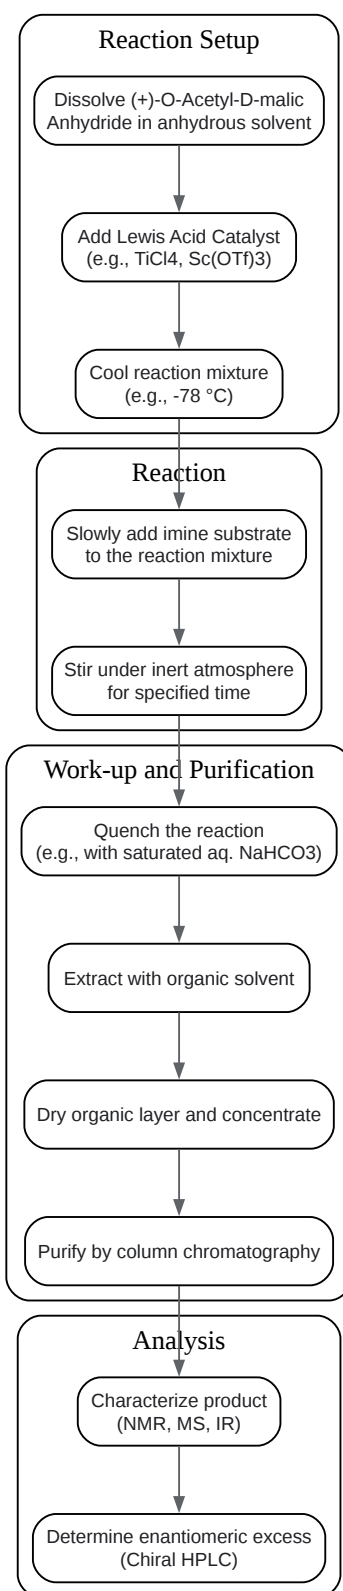 Reaction Setup
Dissolve (+)-O-Acetyl-D-malic
Anhydride in anhydrous solvent
Add Lewis Acid Catalyst
(e.g., TiCl4, Sc(OTf)3)
Cool reaction mixture
(e.g., -78 °C)
Reaction
Slowly add imine substrate
to the reaction mixture
Stir under inert atmosphere
for specified time
Work-up and Purification
Quench the reaction
(e.g., with saturated aq. NaHCO3)
Extract with organic solvent
Dry organic layer and concentrate
Purify by column chromatography
Analysis
Characterize product
(NMR, MS, IR)
Determine enantiomeric excess
(Chiral HPLC)